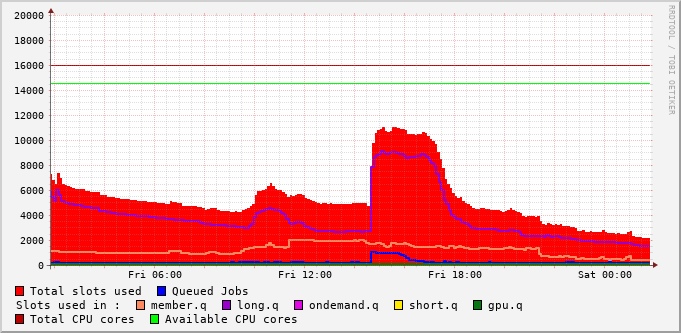 RRDTOOL / TOBI OETIKER
20000
18000
16000
14000
12000
10000
8000
6000
4000
2000
0
Fri 06:00 Fri 12:00 Fri 18:00 Sat 00:00
Total slots used Queued Jobs
Slots used in : member.q long.q ondemand.q short.q gpu.q
Total CPU cores Available CPU cores